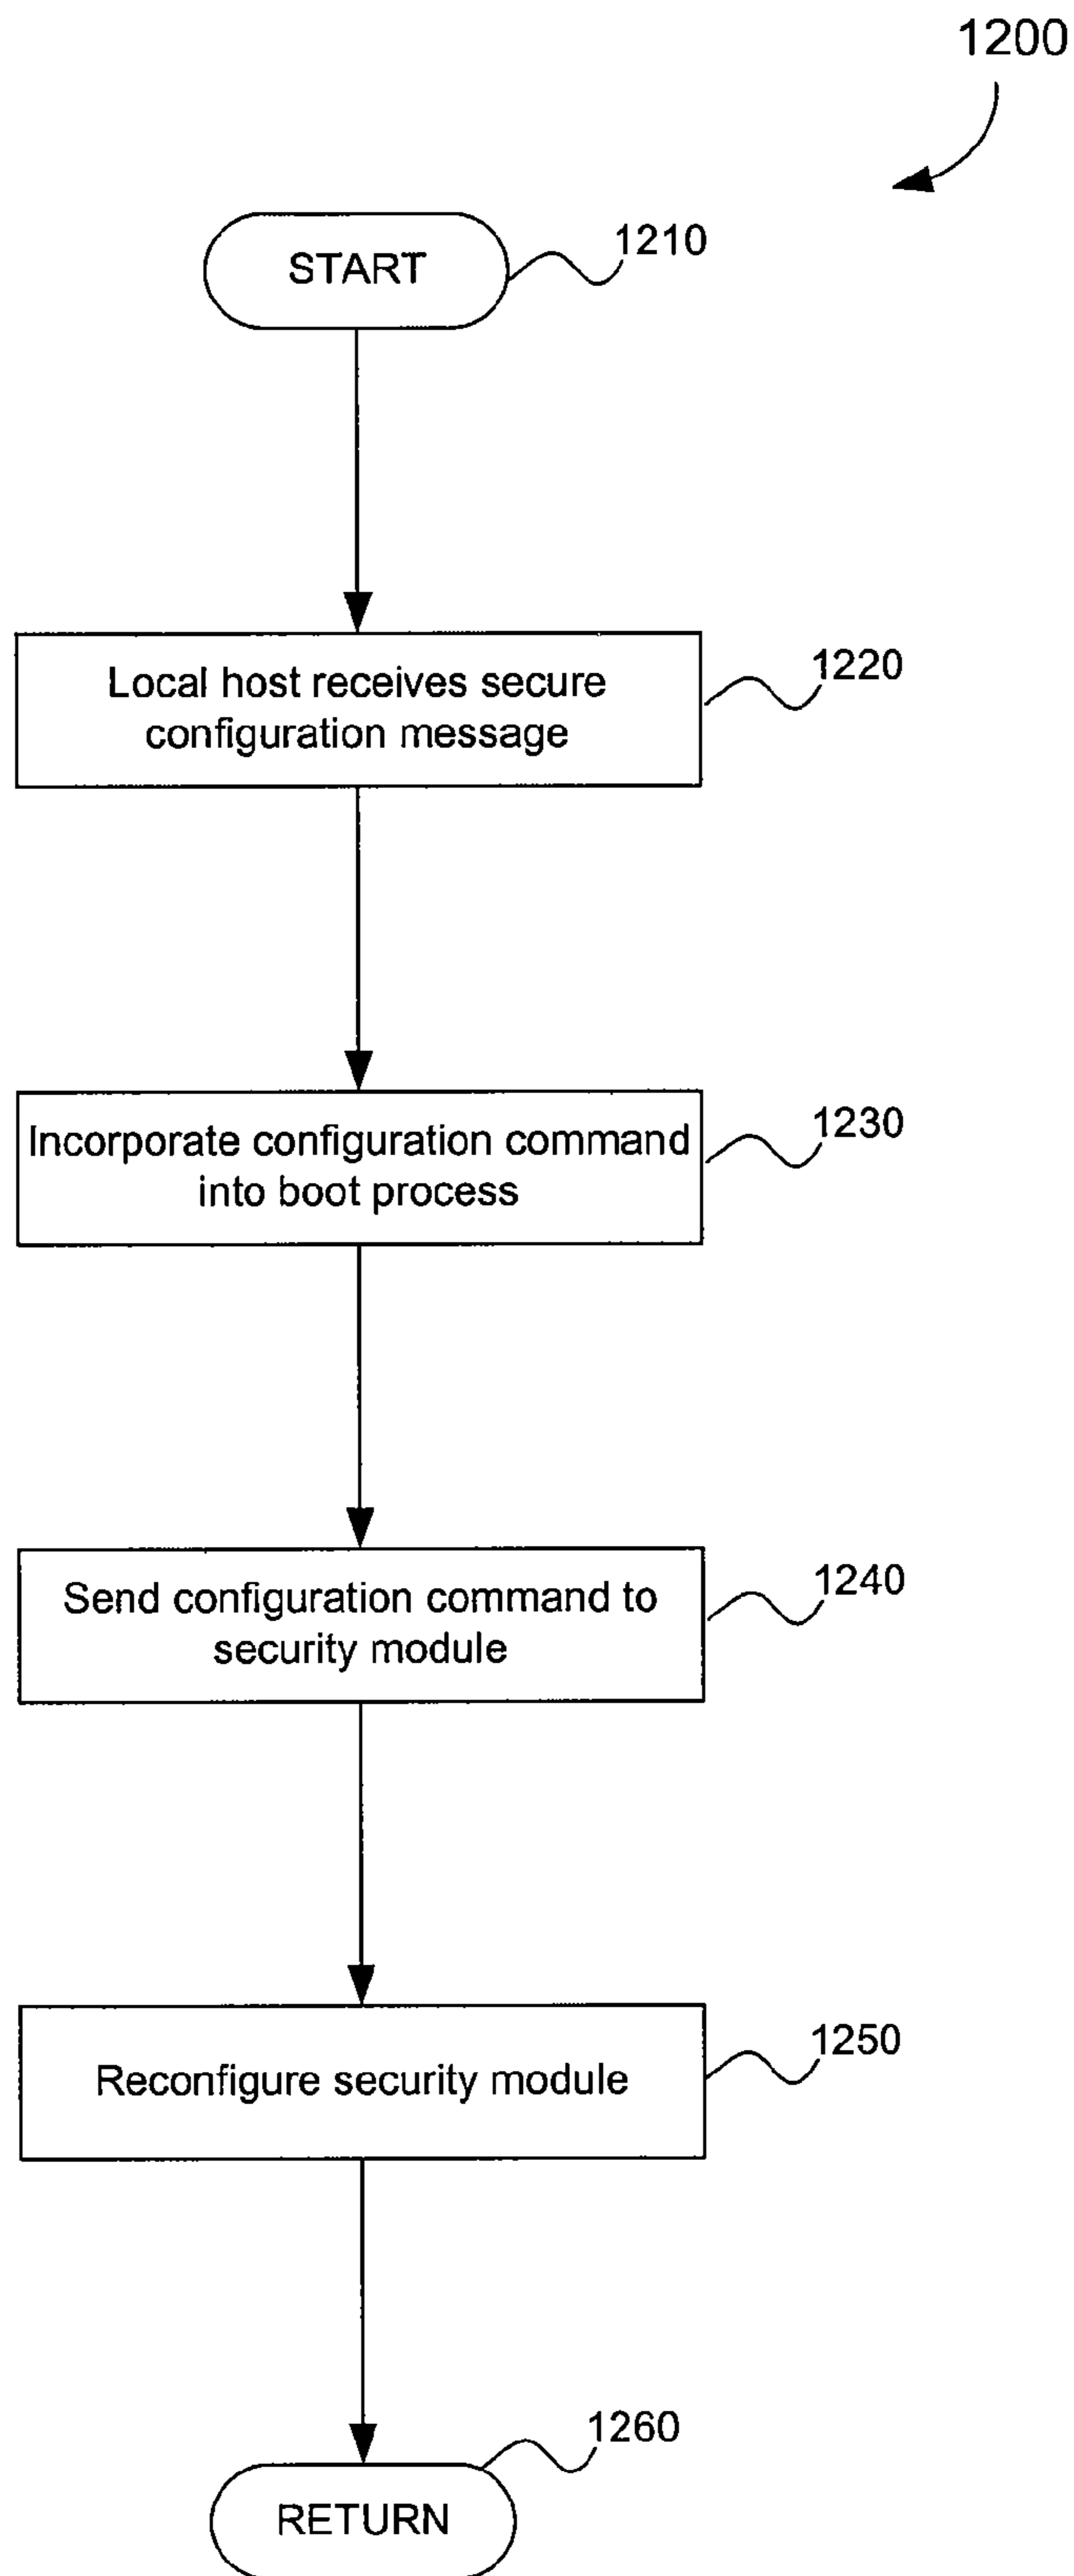 1200
START
1210
Local host receives secure
configuration message
1220
Incorporate configuration command
into boot process
1230
Send configuration command to
security module
1240
Reconfigure security module
1250
RETURN
1260